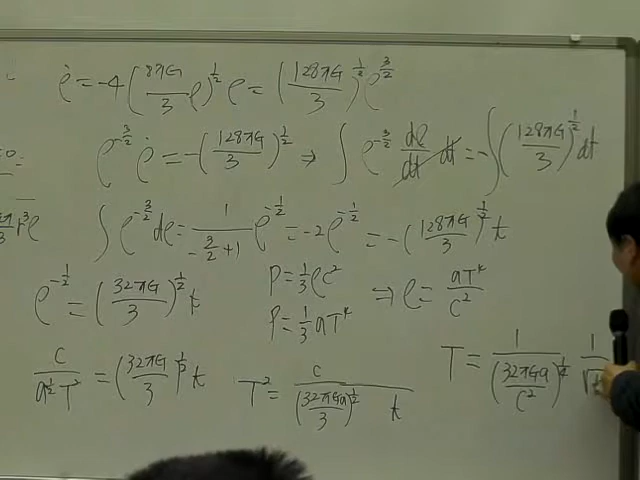 ρ̇ = -4 (8πG/3 ρ)^{1/2} ρ = (128πG/3)^{1/2} ρ^{3/2}
ρ^{-3/2} ρ̇ = -(128πG/3)^{1/2} ⇒ ∫ ρ^{-3/2} dρ/dt dt = -∫ (128πG/3)^{1/2} dt
∫ ρ^{-3/2} dρ = 1/(-3/2 + 1) ρ^{-1/2} = -2ρ^{-1/2} = -(128πG/3)^{1/2} t
ρ^{-1/2} = (32πG/3)^{1/2} t
P = 1/3 ρc² ⇒ ρ = aT⁴/c²
P = 1/3 aT⁴
c/(a^{1/2} T²) = (32πG/3)^{1/2} t
T² = c/((32πGa/3)^{1/2} t)
T = 1/(32πGa/c²)^{1/4} 1/√t